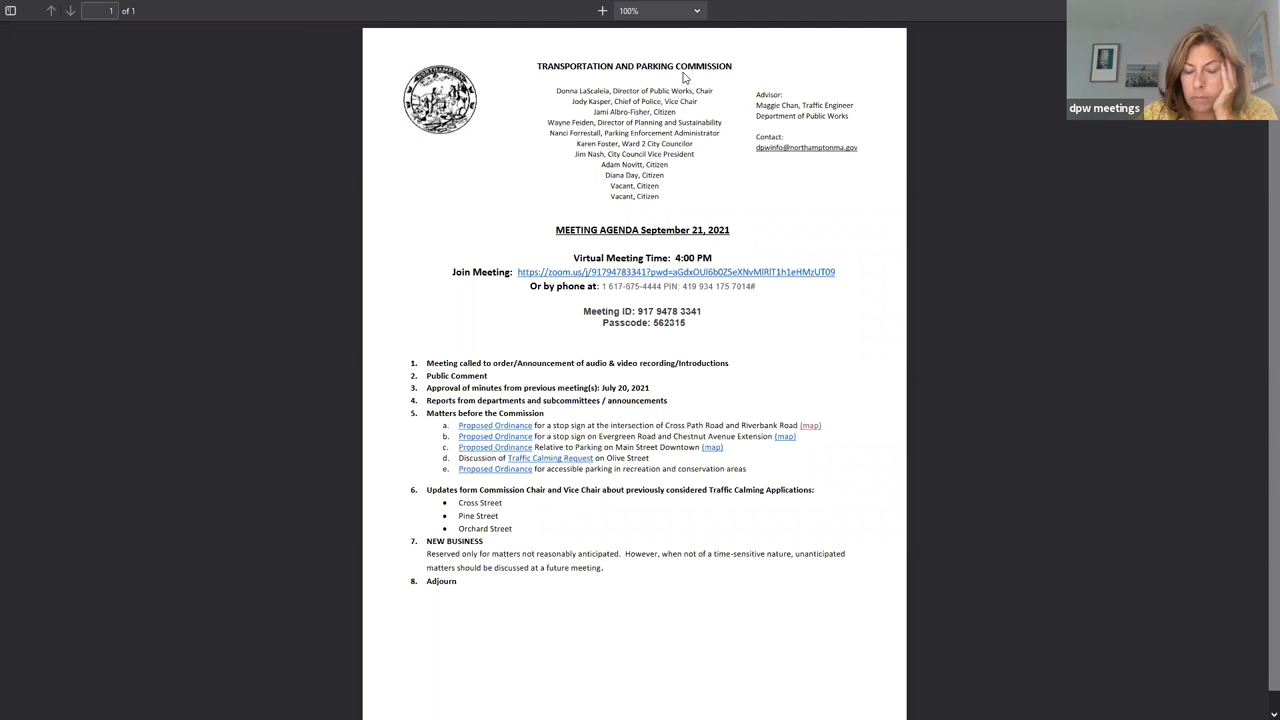 1 of 1
100%
dpw meetings
NORTHAMPTON
TRANSPORTATION AND PARKING COMMISSION
Donna LaScaleia, Director of Public Works, Chair
Jody Kasper, Chief of Police, Vice Chair
Jami Albro-Fisher, Citizen
Wayne Feiden, Director of Planning and Sustainability
Nanci Forrestall, Parking Enforcement Administrator
Karen Foster, Ward 2 City Councilor
Jim Nash, City Council Vice President
Adam Novitt, Citizen
Diana Day, Citizen
Vacant, Citizen
Vacant, Citizen
Advisor:
Maggie Chan, Traffic Engineer
Department of Public Works
Contact:
dpwinfo@northamptonma.gov
MEETING AGENDA September 21, 2021
Virtual Meeting Time: 4:00 PM
Join Meeting: https://zoom.us/j/91794783341?pwd=aGdxOUl6b0Z5eXNvMlRlT1h1eHMzUT09
Or by phone at: 1 617-675-4444 PIN: 419 934 175 7014#
Meeting ID: 917 9478 3341
Passcode: 562315
1. Meeting called to order/Announcement of audio & video recording/Introductions
2. Public Comment
3. Approval of minutes from previous meeting(s): July 20, 2021
4. Reports from departments and subcommittees / announcements
5. Matters before the Commission
a. Proposed Ordinance for a stop sign at the intersection of Cross Path Road and Riverbank Road (map)
b. Proposed Ordinance for a stop sign on Evergreen Road and Chestnut Avenue Extension (map)
c. Proposed Ordinance Relative to Parking on Main Street Downtown (map)
d. Discussion of Traffic Calming Request on Olive Street
e. Proposed Ordinance for accessible parking in recreation and conservation areas
6. Updates form Commission Chair and Vice Chair about previously considered Traffic Calming Applications:
• Cross Street
• Pine Street
• Orchard Street
7. NEW BUSINESS
Reserved only for matters not reasonably anticipated. However, when not of a time-sensitive nature, unanticipated
matters should be discussed at a future meeting.
8. Adjourn